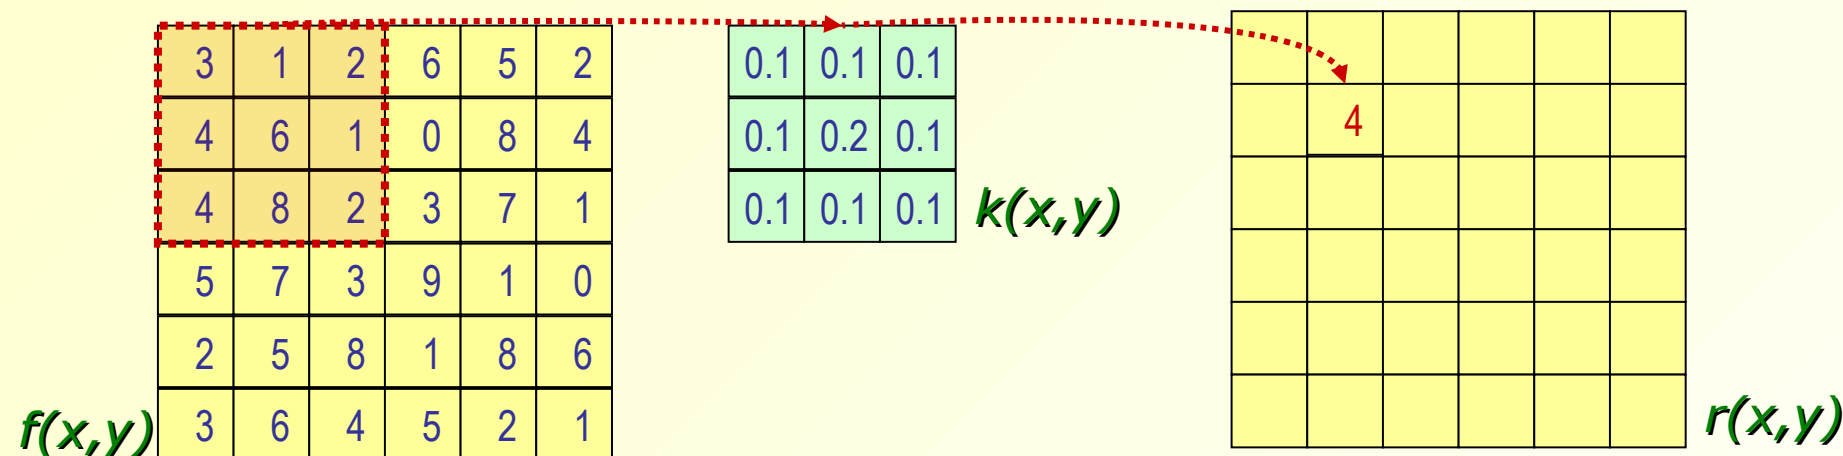 3 1 2 6 5 2
4 6 1 0 8 4
4 8 2 3 7 1
5 7 3 9 1 0
2 5 8 1 8 6
3 6 4 5 2 1
f(x,y)
0.1 0.1 0.1
0.1 0.2 0.1
0.1 0.1 0.1
k(x,y)
4
r(x,y)